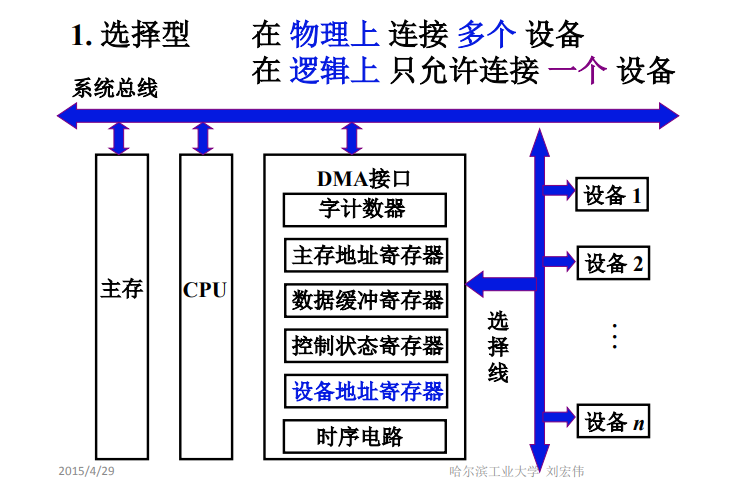 1. 选择型 在 物理上 连接 多个 设备
在 逻辑上 只允许连接 一个 设备
系统总线
主存
CPU
DMA接口
字计数器
主存地址寄存器
数据缓冲寄存器
控制状态寄存器
设备地址寄存器
时序电路
选择线
设备 1
设备 2
⋮
设备 n
2015/4/29
哈尔滨工业大学 刘宏伟